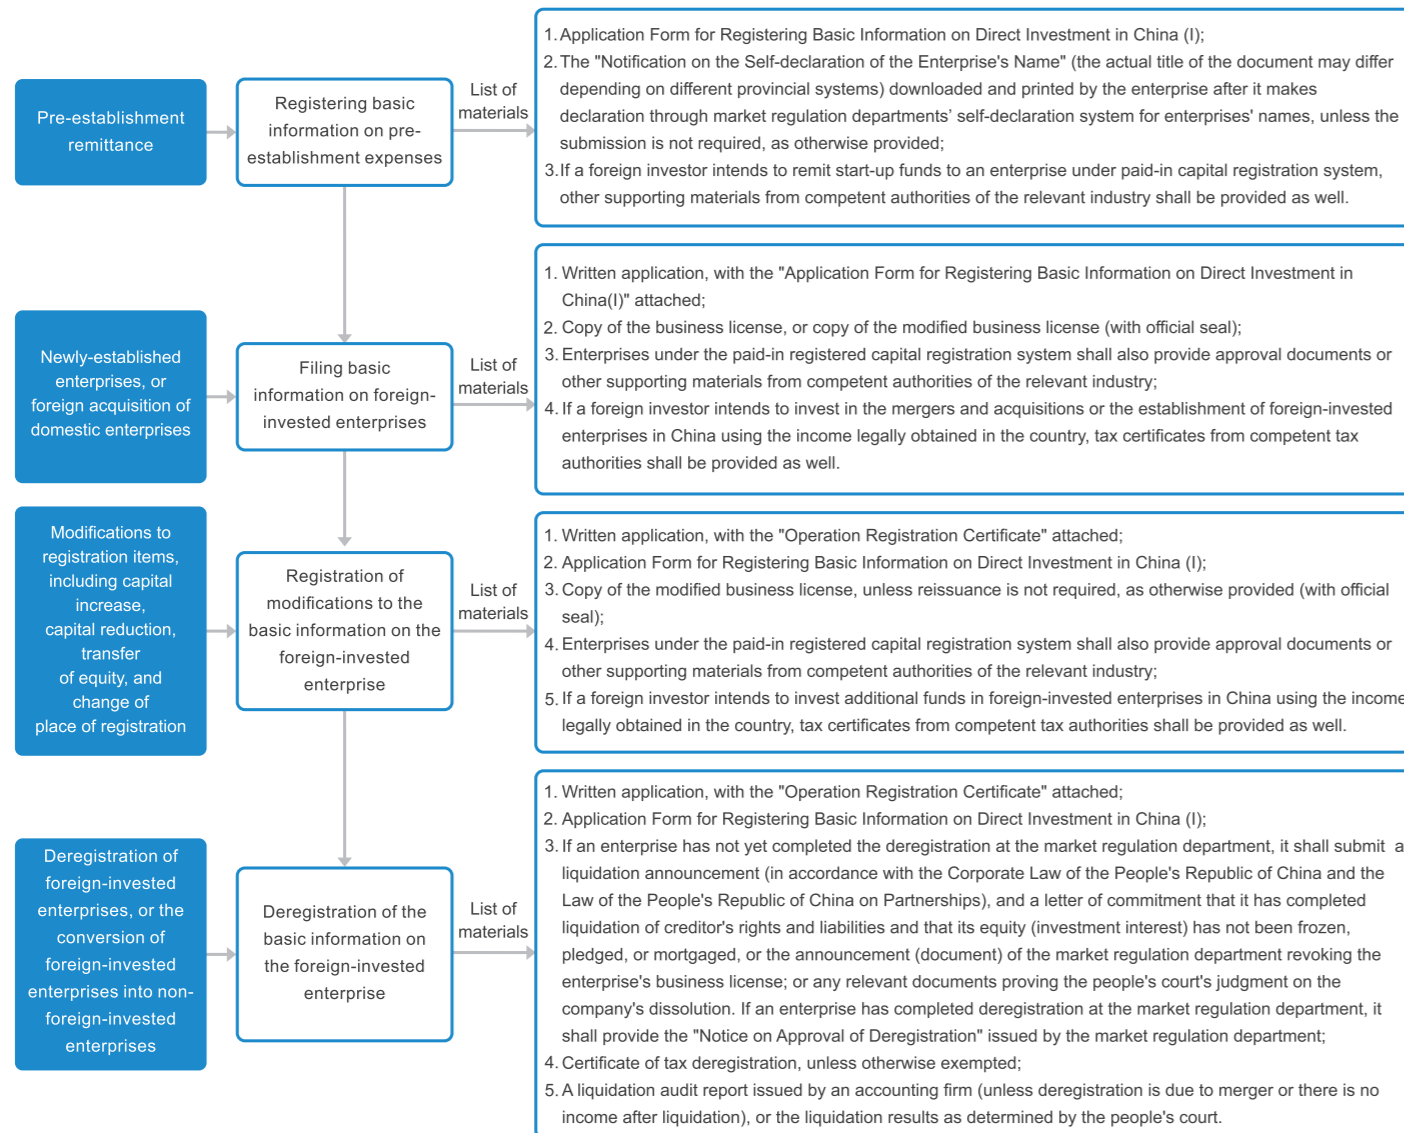 Pre-establishment
remittance
Registering basic
information on pre-
establishment expenses
List of
materials
1. Application Form for Registering Basic Information on Direct Investment in China (I);
2. The "Notification on the Self-declaration of the Enterprise's Name" (the actual title of the document may differ
depending on different provincial systems) downloaded and printed by the enterprise after it makes
declaration through market regulation departments' self-declaration system for enterprises' names, unless the
submission is not required, as otherwise provided;
3. If a foreign investor intends to remit start-up funds to an enterprise under paid-in capital registration system,
other supporting materials from competent authorities of the relevant industry shall be provided as well.
Newly-established
enterprises, or
foreign acquisition of
domestic enterprises
Filing basic
information on foreign-
invested enterprises
List of
materials
1. Written application, with the "Application Form for Registering Basic Information on Direct Investment in
China(I)" attached;
2. Copy of the business license, or copy of the modified business license (with official seal);
3. Enterprises under the paid-in registered capital registration system shall also provide approval documents or
other supporting materials from competent authorities of the relevant industry;
4. If a foreign investor intends to invest in the mergers and acquisitions or the establishment of foreign-invested
enterprises in China using the income legally obtained in the country, tax certificates from competent tax
authorities shall be provided as well.
Modifications to
registration items,
including capital
increase,
capital reduction,
transfer
of equity, and
change of
place of registration
Registration of
modifications to the
basic information on the
foreign-invested
enterprise
List of
materials
1. Written application, with the "Operation Registration Certificate" attached;
2. Application Form for Registering Basic Information on Direct Investment in China (I);
3. Copy of the modified business license, unless reissuance is not required, as otherwise provided (with official
seal);
4. Enterprises under the paid-in registered capital registration system shall also provide approval documents or
other supporting materials from competent authorities of the relevant industry;
5. If a foreign investor intends to invest additional funds in foreign-invested enterprises in China using the income
legally obtained in the country, tax certificates from competent tax authorities shall be provided as well.
Deregistration of
foreign-invested
enterprises, or the
conversion of
foreign-invested
enterprises into non-
foreign-invested
enterprises
Deregistration of the
basic information on
the foreign-invested
enterprise
List of
materials
1. Written application, with the "Operation Registration Certificate" attached;
2. Application Form for Registering Basic Information on Direct Investment in China (I);
3. If an enterprise has not yet completed the deregistration at the market regulation department, it shall submit a
liquidation announcement (in accordance with the Corporate Law of the People's Republic of China and the
Law of the People's Republic of China on Partnerships), and a letter of commitment that it has completed
liquidation of creditor's rights and liabilities and that its equity (investment interest) has not been frozen,
pledged, or mortgaged, or the announcement (document) of the market regulation department revoking the
enterprise's business license; or any relevant documents proving the people's court's judgment on the
company's dissolution. If an enterprise has completed deregistration at the market regulation department, it
shall provide the "Notice on Approval of Deregistration" issued by the market regulation department;
4. Certificate of tax deregistration, unless otherwise exempted;
5. A liquidation audit report issued by an accounting firm (unless deregistration is due to merger or there is no
income after liquidation), or the liquidation results as determined by the people's court.